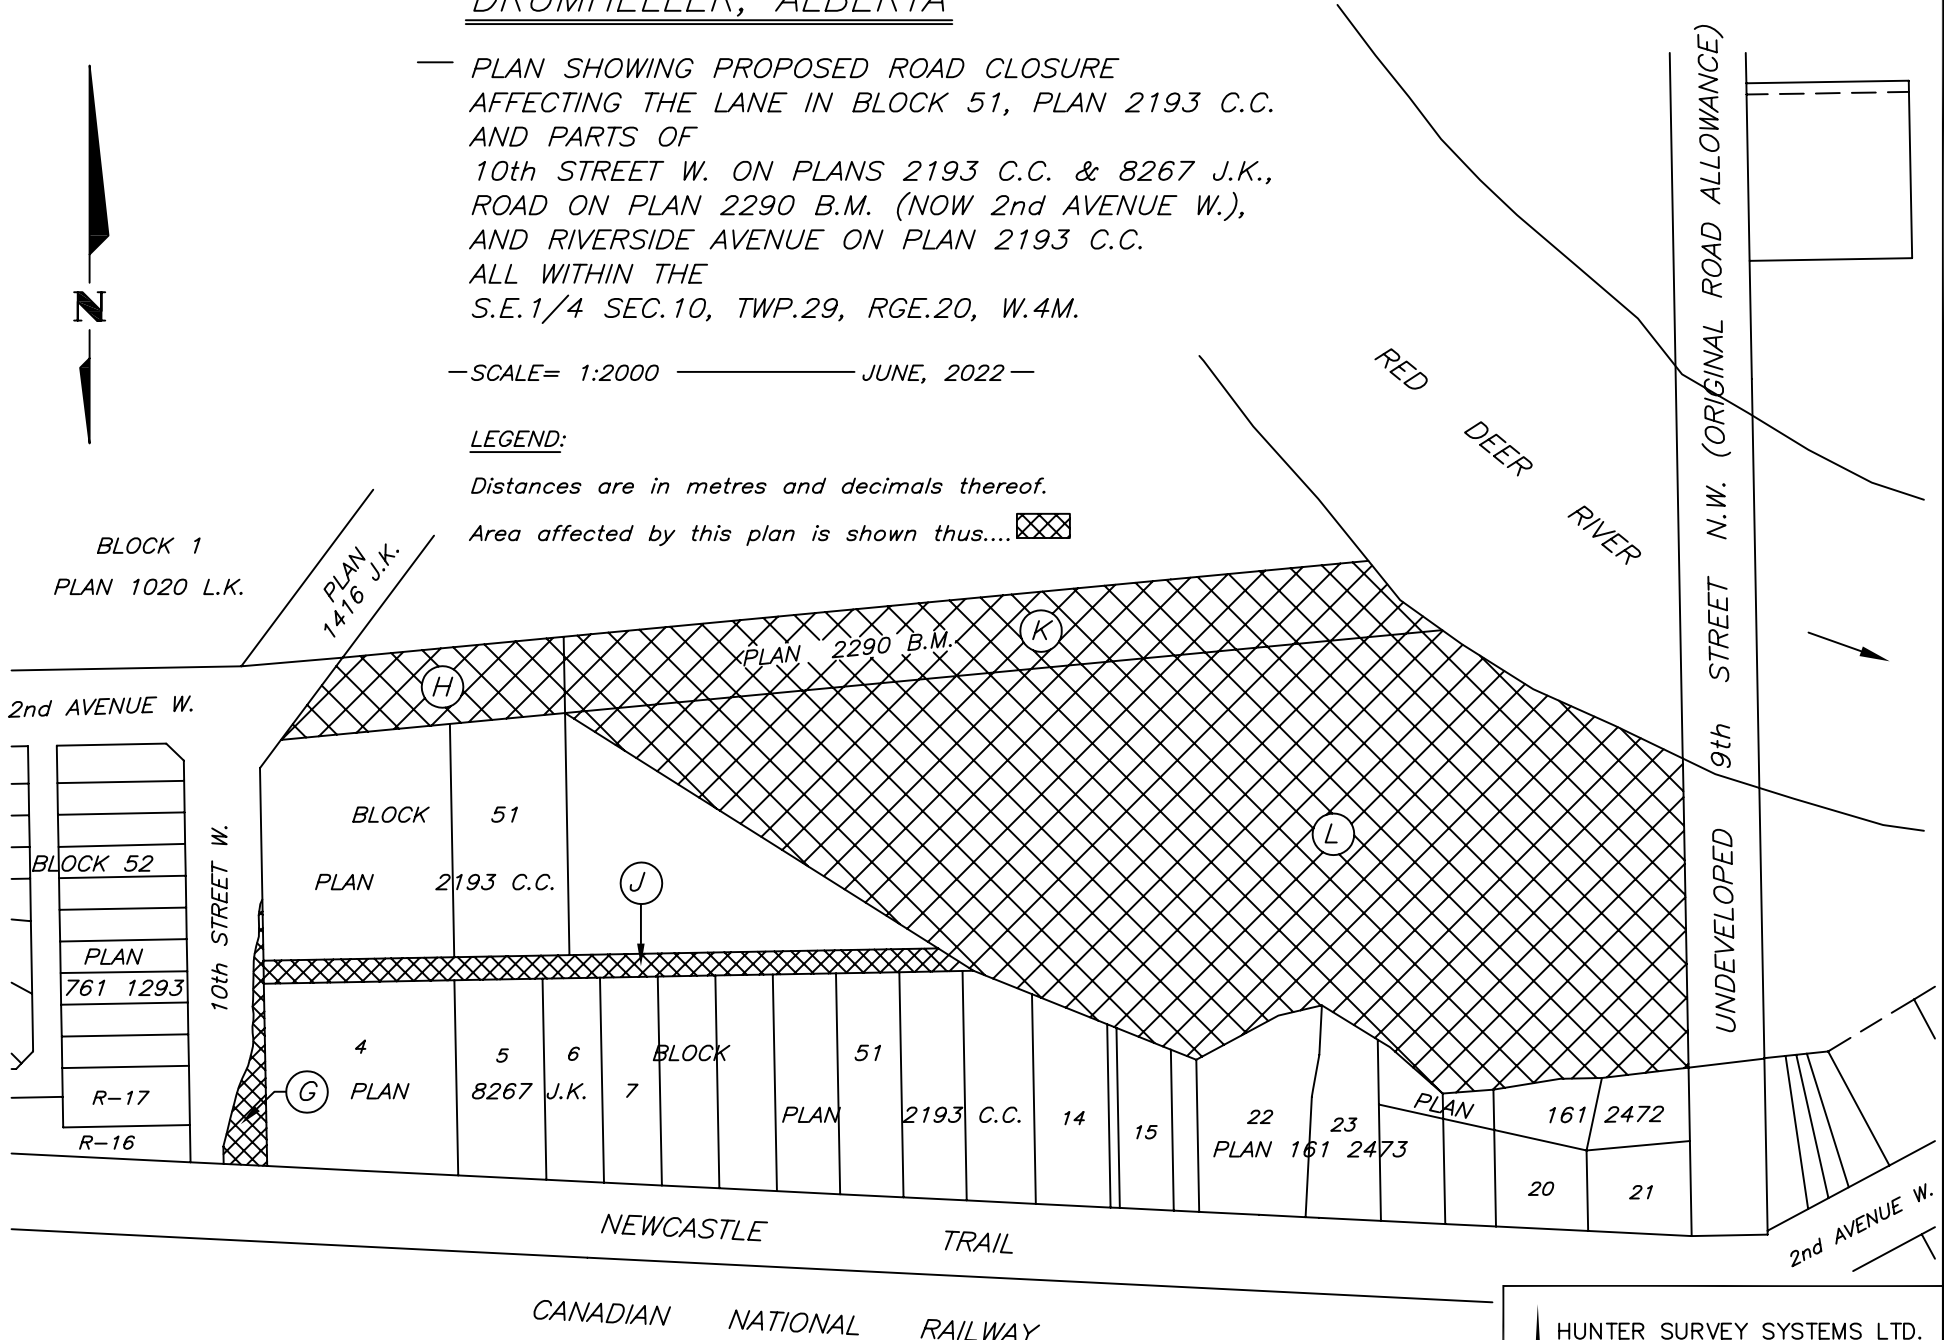 DRUMHELLER, ALBERTA
PLAN SHOWING PROPOSED ROAD CLOSURE
AFFECTING THE LANE IN BLOCK 51, PLAN 2193 C.C.
AND PARTS OF
10th STREET W. ON PLANS 2193 C.C. & 8267 J.K.,
ROAD ON PLAN 2290 B.M. (NOW 2nd AVENUE W.),
AND RIVERSIDE AVENUE ON PLAN 2193 C.C.
ALL WITHIN THE
S.E.1/4 SEC.10, TWP.29, RGE.20, W.4M.
SCALE= 1:2000 JUNE, 2022
LEGEND:
Distances are in metres and decimals thereof.
Area affected by this plan is shown thus....
N
BLOCK 1
PLAN 1020 L.K.
PLAN
1416 J.K.
RED DEER RIVER
UNDEVELOPED 9th STREET N.W. (ORIGINAL ROAD ALLOWANCE)
2nd AVENUE W.
H
PLAN 2290 B.M.
K
L
BLOCK 51
PLAN 2193 C.C.
J
BLOCK 52
PLAN
761 1293
10th STREET W.
R-17
R-16
G
4
PLAN
5
8267 J.K.
6
7
BLOCK 51
PLAN 2193 C.C.
14
15
22
23
PLAN 161 2473
PLAN 161 2472
20
21
NEWCASTLE TRAIL
2nd AVENUE W.
CANADIAN NATIONAL RAILWAY
HUNTER SURVEY SYSTEMS LTD.